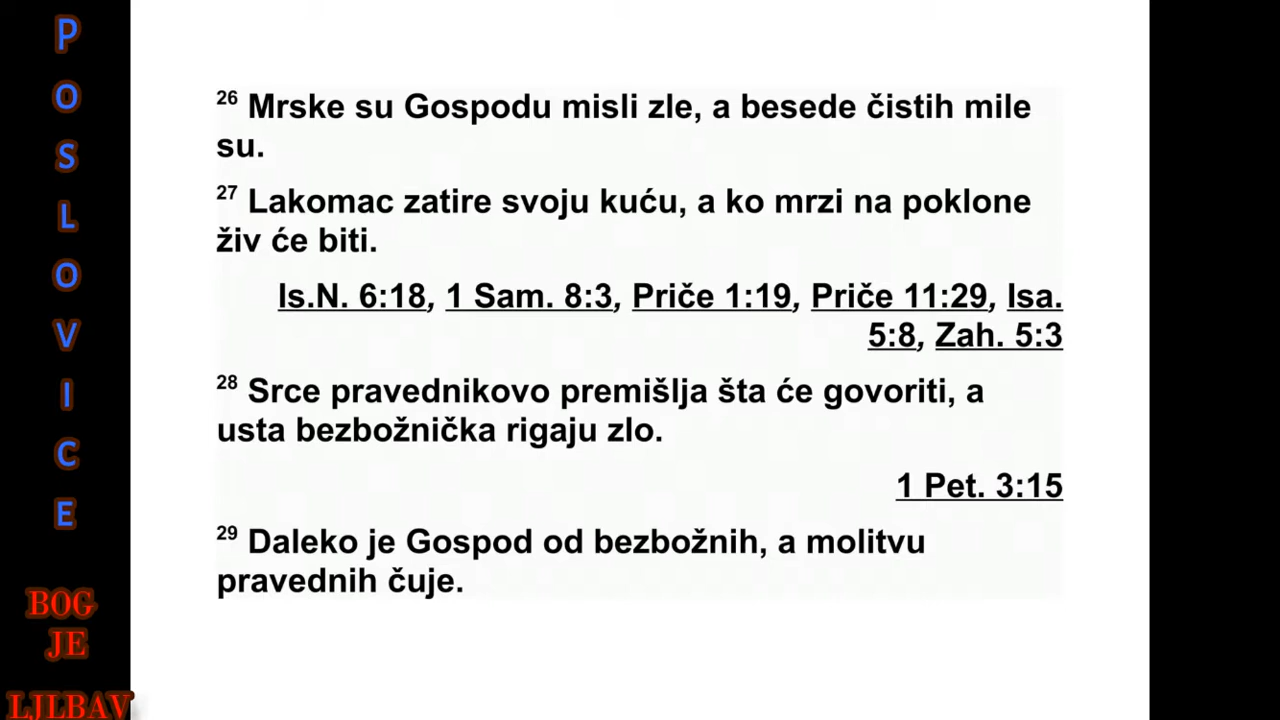 P
O
S
L
O
V
I
C
E
BOG
JE
LJLBAV
26 Mrske su Gospodu misli zle, a besede čistih mile
su.
27 Lakomac zatire svoju kuću, a ko mrzi na poklone
živ će biti.
Is.N. 6:18, 1 Sam. 8:3, Priče 1:19, Priče 11:29, Isa.
5:8, Zah. 5:3
28 Srce pravednikovo premišlja šta će govoriti, a
usta bezbožnička rigaju zlo.
1 Pet. 3:15
29 Daleko je Gospod od bezbožnih, a molitvu
pravednih čuje.